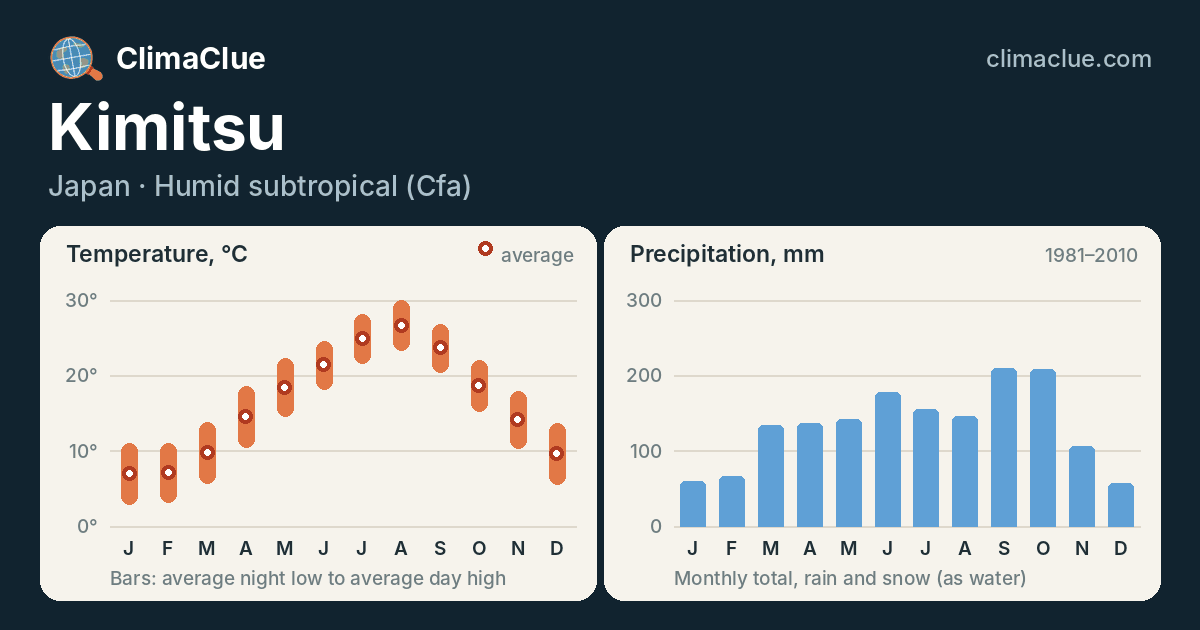 ClimaClue
climaclue.com
Kimitsu
Japan · Humid subtropical (Cfa)
Temperature, °C
average
30°
20°
10°
0°
J F M A M J J A S O N D
Bars: average night low to average day high
Precipitation, mm
1981–2010
300
200
100
0
J F M A M J J A S O N D
Monthly total, rain and snow (as water)